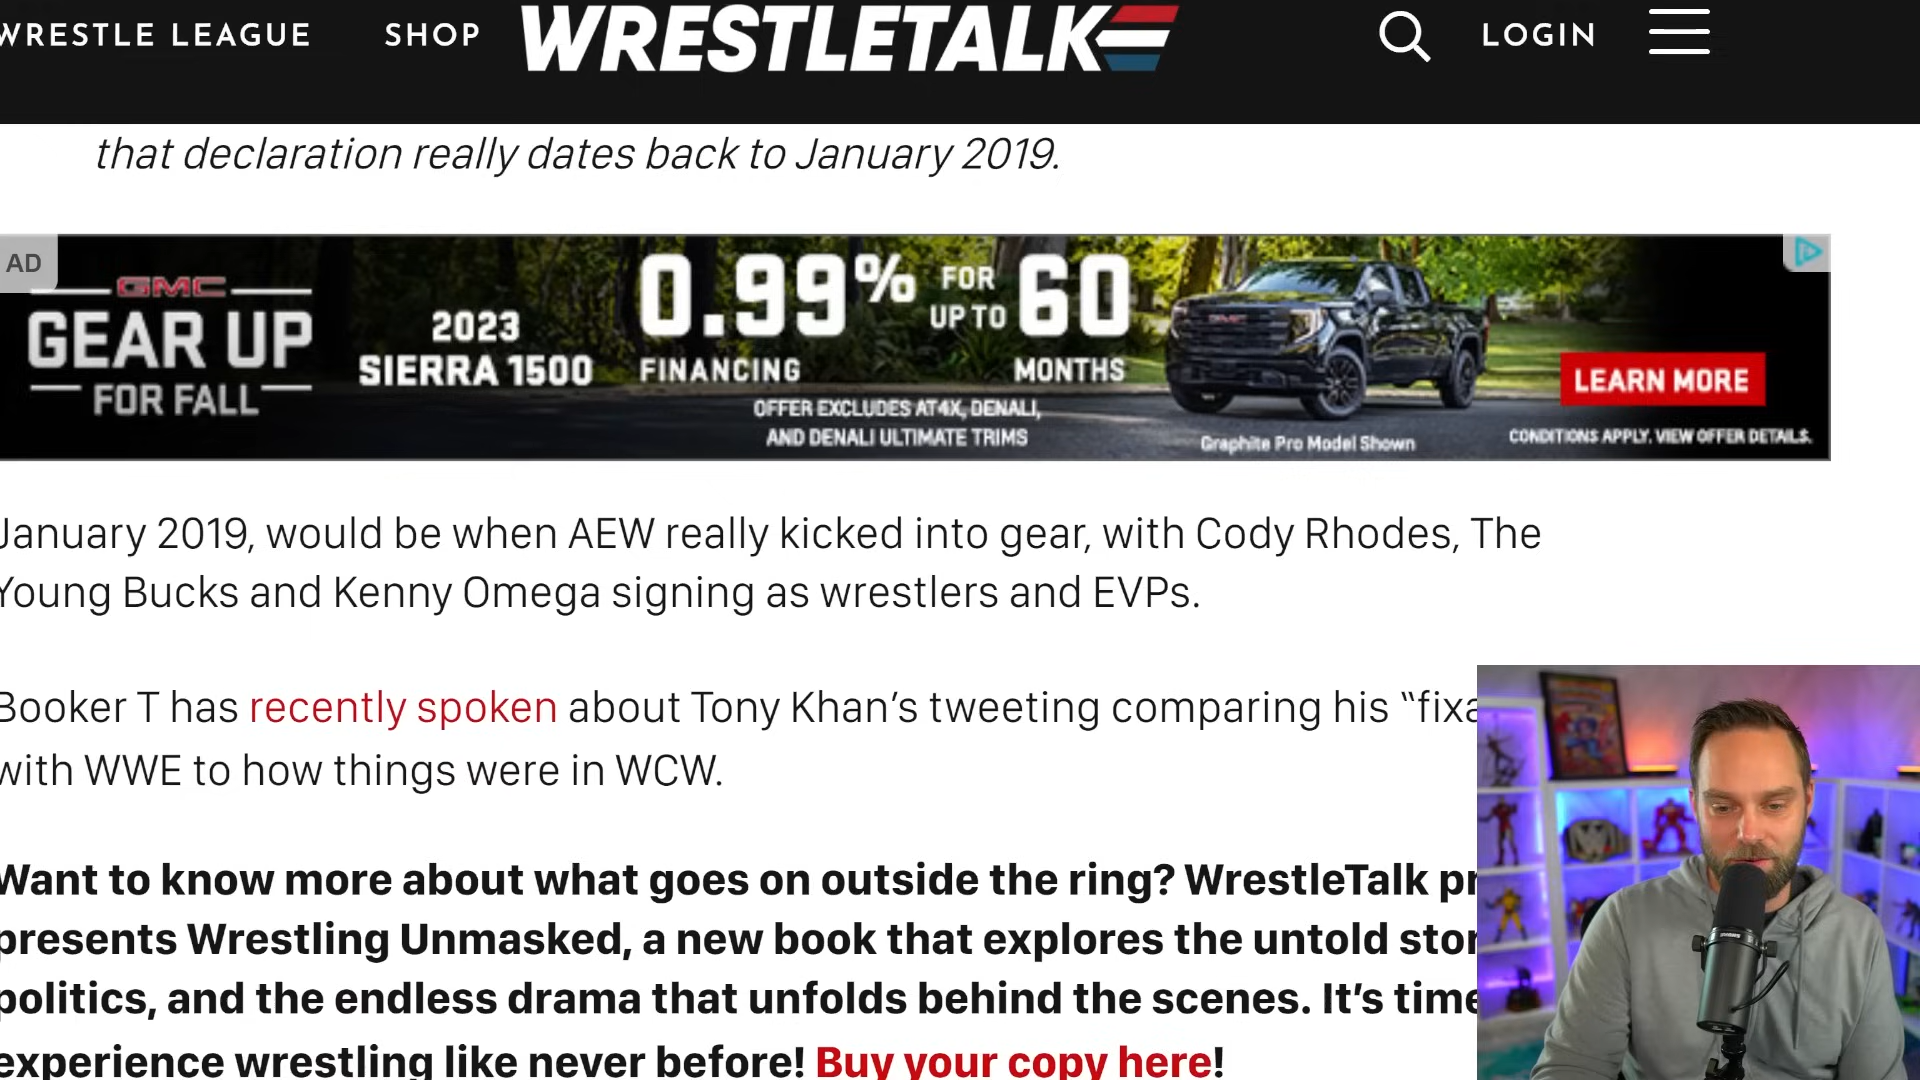 WRESTLE LEAGUE SHOP WRESTLETALK LOGIN
that declaration really dates back to January 2019.
AD
GMC
GEAR UP
FOR FALL
2023
SIERRA 1500
0.99% FOR UP TO 60
FINANCING MONTHS
OFFER EXCLUDES AT4X, DENALI,
AND DENALI ULTIMATE TRIMS
Graphite Pro Model Shown
LEARN MORE
CONDITIONS APPLY. VIEW OFFER DETAILS.
January 2019, would be when AEW really kicked into gear, with Cody Rhodes, The
Young Bucks and Kenny Omega signing as wrestlers and EVPs.
Booker T has recently spoken about Tony Khan’s tweeting comparing his “fixa
with WWE to how things were in WCW.
Want to know more about what goes on outside the ring? WrestleTalk pr
presents Wrestling Unmasked, a new book that explores the untold stor
politics, and the endless drama that unfolds behind the scenes. It’s time
experience wrestling like never before! Buy your copy here!